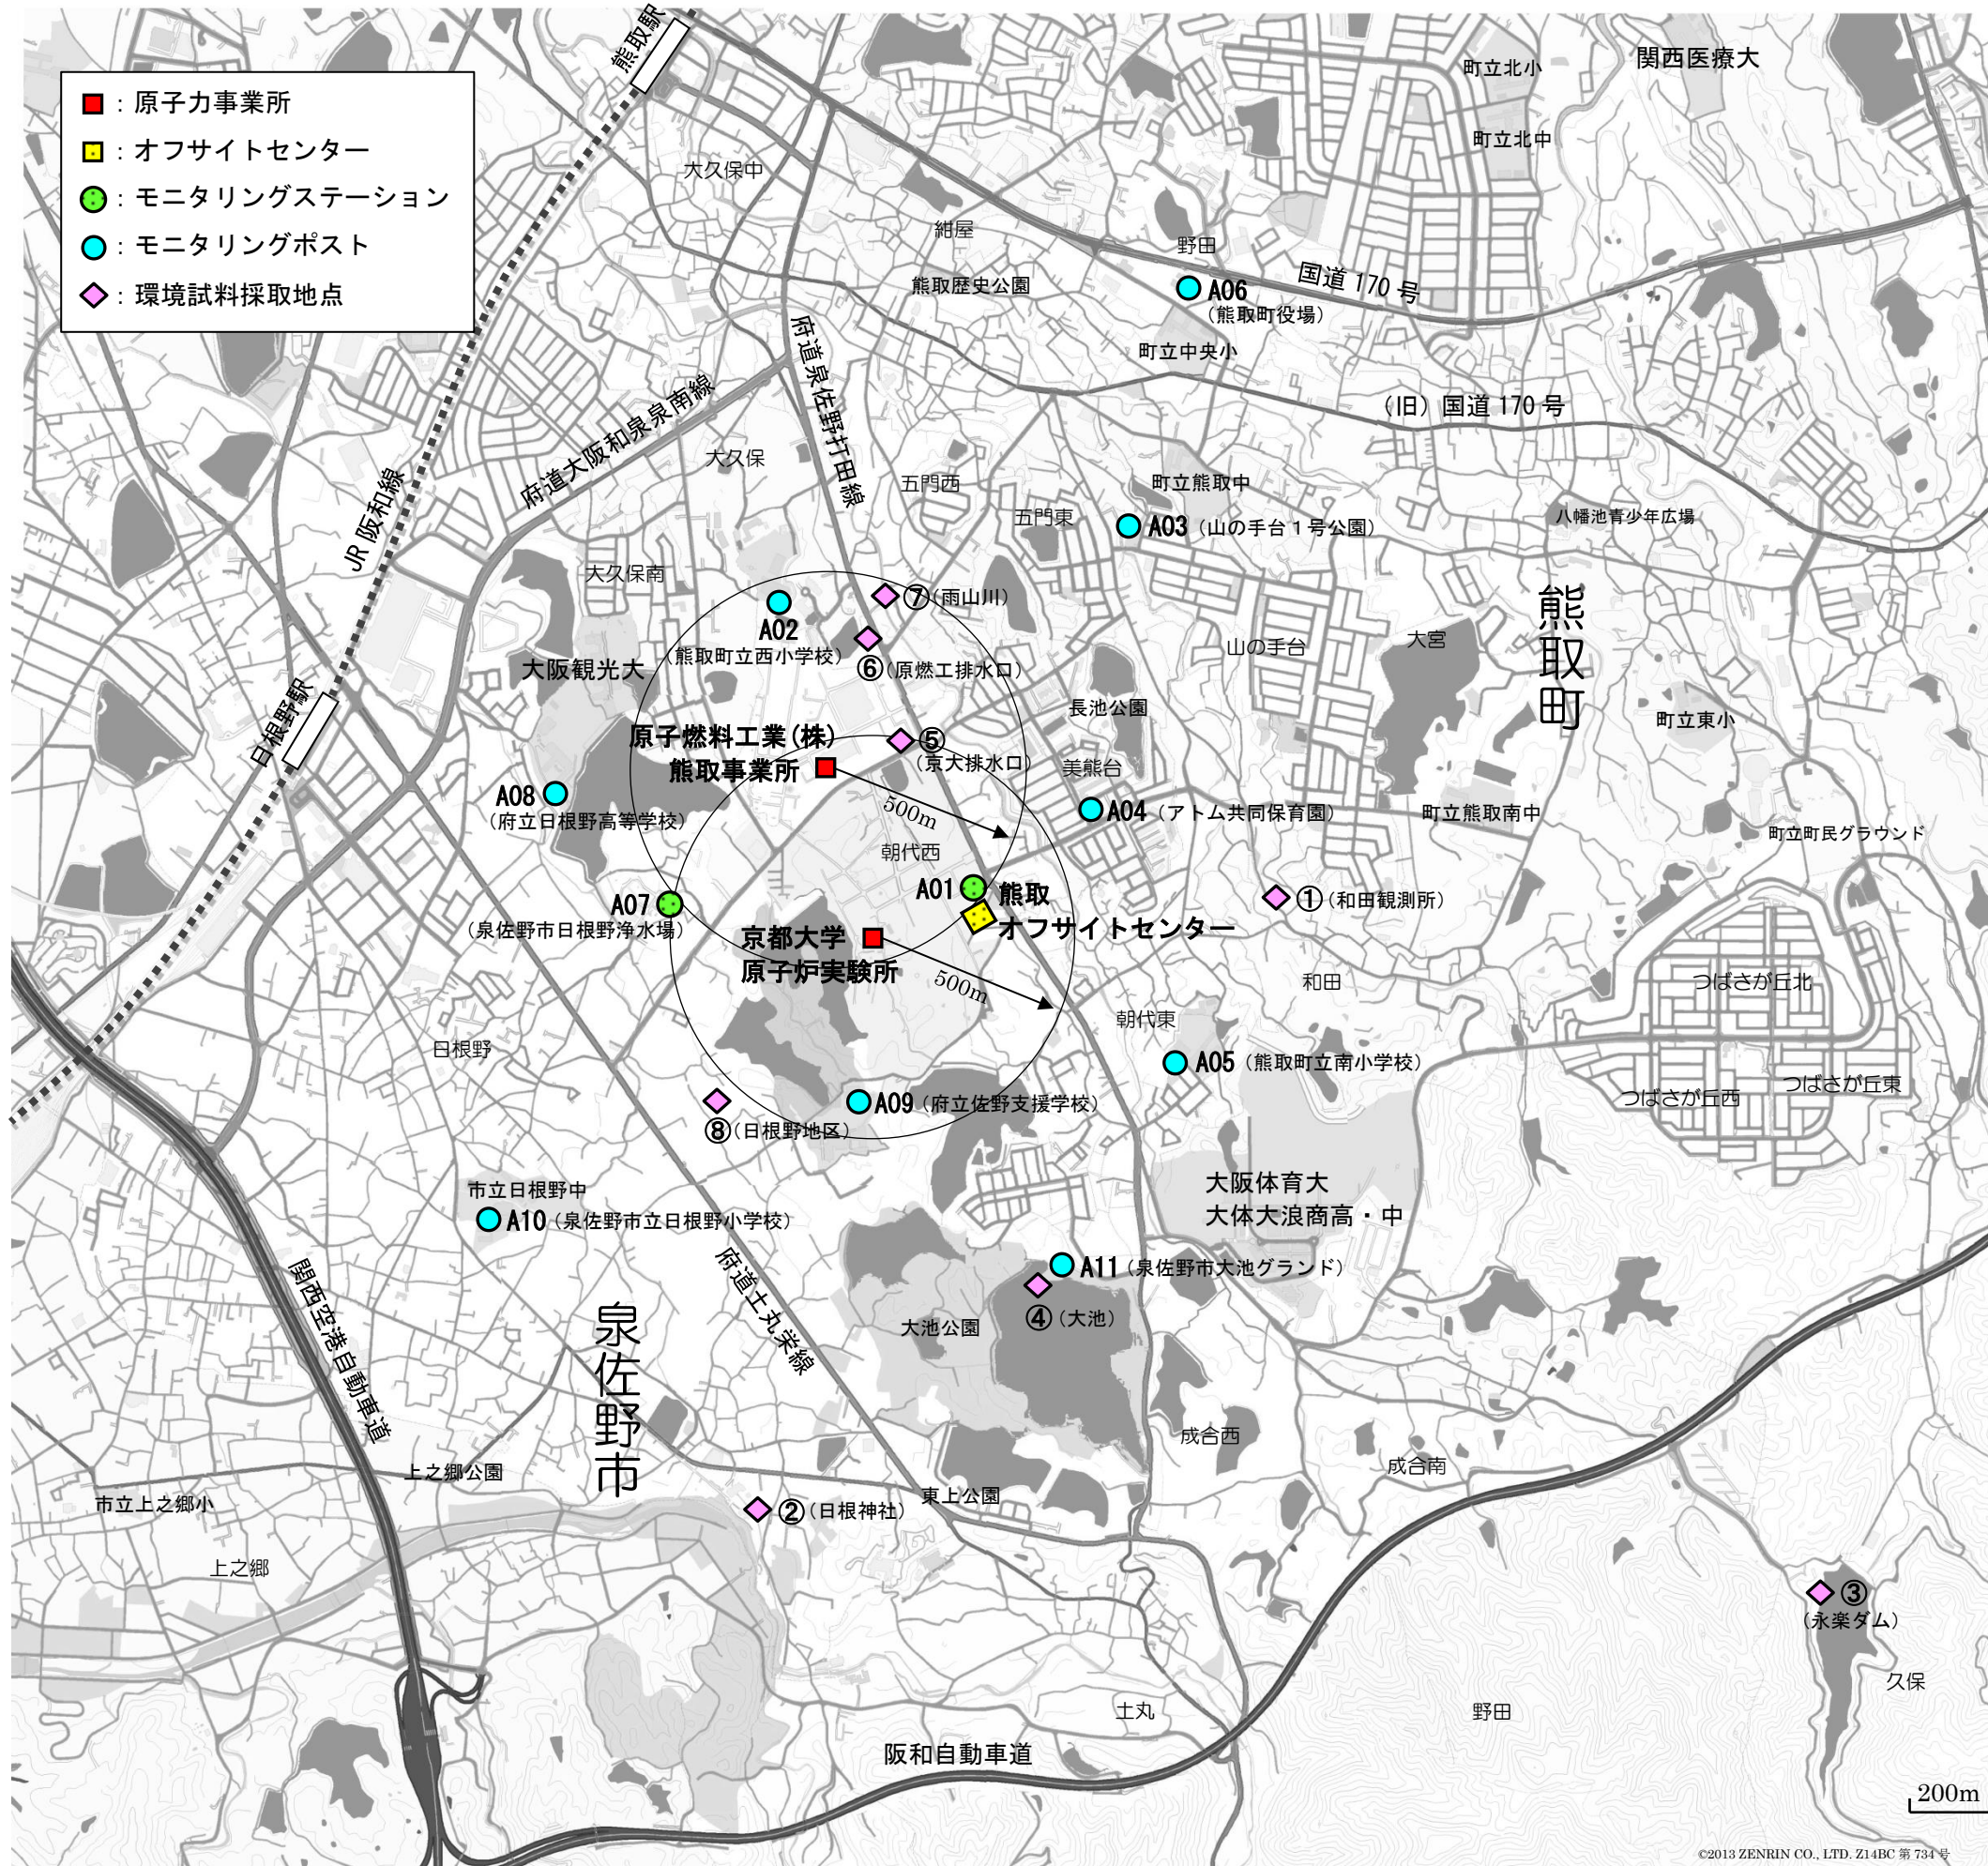 ：原子力事業所
：オフサイトセンター
：モニタリングステーション
：モニタリングポスト
：環境試料採取地点
熊取駅
関西医療大
町立北小
町立北中
大久保中
紺屋
野田
熊取歴史公園
A06
（熊取町役場）
国道 170 号
町立中央小
府道泉佐野打田線
府道大阪和泉泉南線
（旧）国道 170 号
大久保
五門西
町立熊取中
JR 阪和線
五門東
A03（山の手台１号公園）
八幡池青少年広場
大久保南
⑦（雨山川）
A02
（熊取町立西小学校）
⑥（原燃工排水口）
熊取町
山の手台
大宮
大阪観光大
日根野駅
長池公園
町立東小
原子燃料工業（株）
熊取事業所
⑤
（京大排水口）
美熊台
A08
（府立日根野高等学校）
500m
A04（アトム共同保育園）
町立熊取南中
町立町民グラウンド
朝代西
A01
熊取
オフサイトセンター
①（和田観測所）
A07
（泉佐野市日根野浄水場）
京都大学
原子炉実験所
500m
和田
つばさが丘北
朝代東
日根野
A05（熊取町立南小学校）
つばさが丘西
つばさが丘東
A09（府立佐野支援学校）
⑧（日根野地区）
市立日根野中
A10（泉佐野市立日根野小学校）
大阪体育大
大体大浪商高・中
府道土丸栄線
A11（泉佐野市大池グランド）
④（大池）
大池公園
関西空港自動車道
泉佐野市
成合西
成合南
上之郷公園
市立上之郷小
東上公園
②（日根神社）
上之郷
③
（永楽ダム）
久保
土丸
野田
阪和自動車道
200m
©2013 ZENRIN CO., LTD. Z14BC 第 734 号